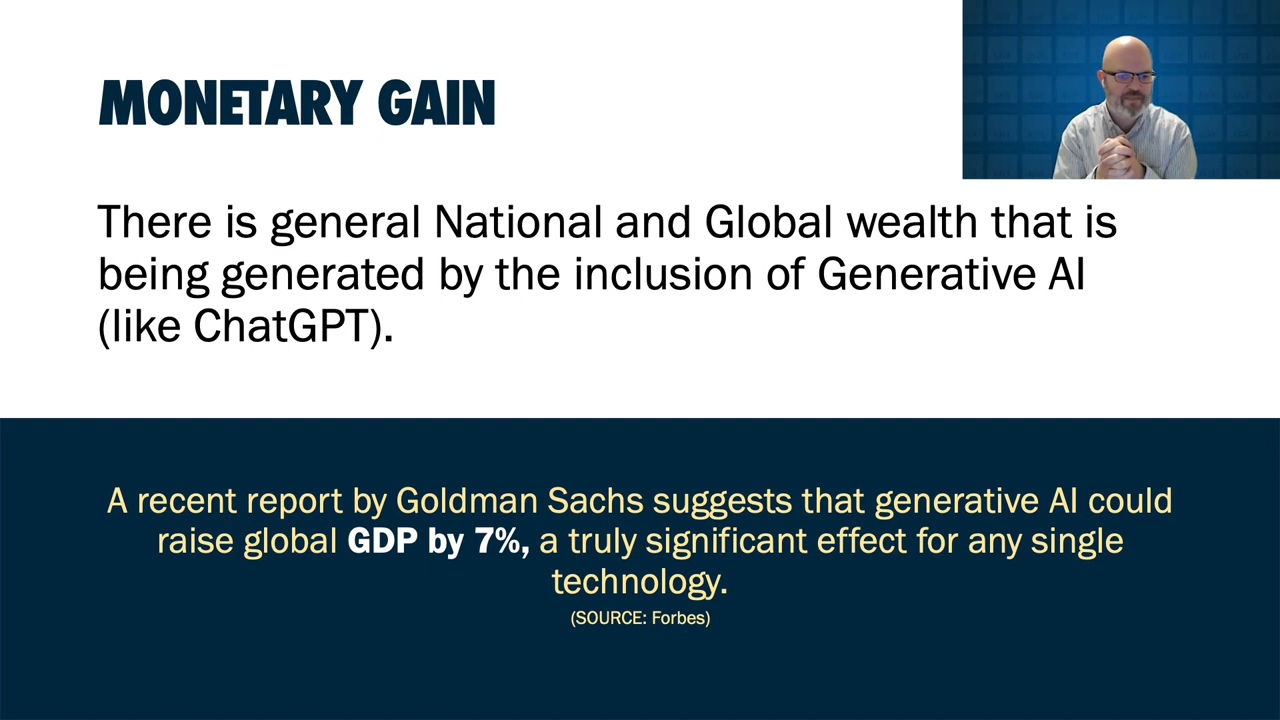 MONETARY GAIN
There is general National and Global wealth that is
being generated by the inclusion of Generative AI
(like ChatGPT).
A recent report by Goldman Sachs suggests that generative AI could
raise global GDP by 7%, a truly significant effect for any single
technology.
(SOURCE: Forbes)